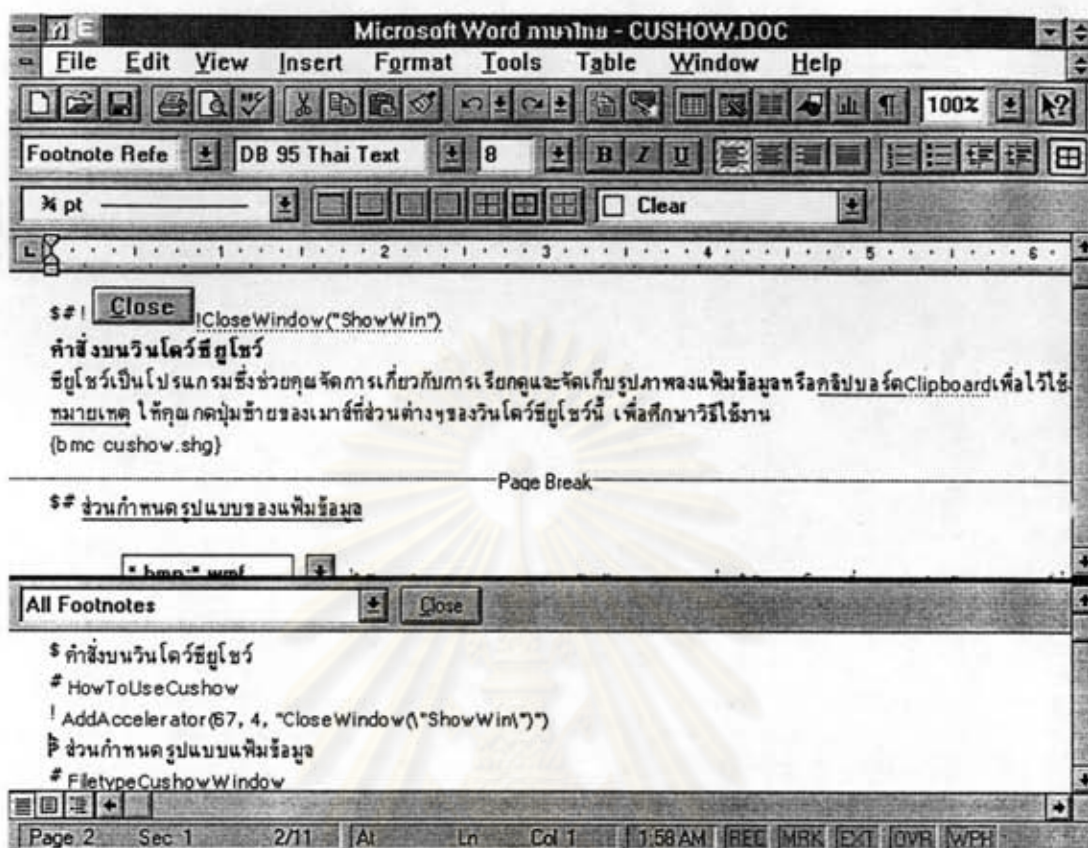 ก E Microsoft Word ภาษาไทย - CUSHOW.DOC
File Edit View Insert Format Tools Table Window Help
ABC 100% ?
Footnote Refe DB 95 Thai Text 8 B I U
¾ pt Clear
L 1 2 3 4 5 6
$#! Close !CloseWindow("ShowWin")
คำสั่งบนวินโดว์ซียูโชว์
ซียูโชว์เป็นโปรแกรมซึ่งช่วยคุณจัดการเกี่ยวกับการเรียกดูและจัดเก็บรูปภาพลงแฟ้มข้อมูลหรือคลิปบอร์ดClipboardเพื่อไว้ใช้
หมายเหตุ ให้คุณกดปุ่มซ้ายของเมาส์ที่ส่วนต่างๆของวินโดว์ซียูโชว์นี้ เพื่อศึกษาวิธีใช้งาน
{bmc cushow.shg}
Page Break
$# ส่วนกำหนดรูปแบบของแฟ้มข้อมูล
*.bmp;*.wmf
All Footnotes Close
$ คำสั่งบนวินโดว์ซียูโชว์
# HowToUseCushow
! AddAccelerator(67, 4, "CloseWindow(\"ShowWin\")")
$ ส่วนกำหนดรูปแบบแฟ้มข้อมูล
# FiletypeCushowWindow
Page 2 Sec 1 2/11 At Ln Col 1 1:58 AM REC MRK EXT OVR WPH